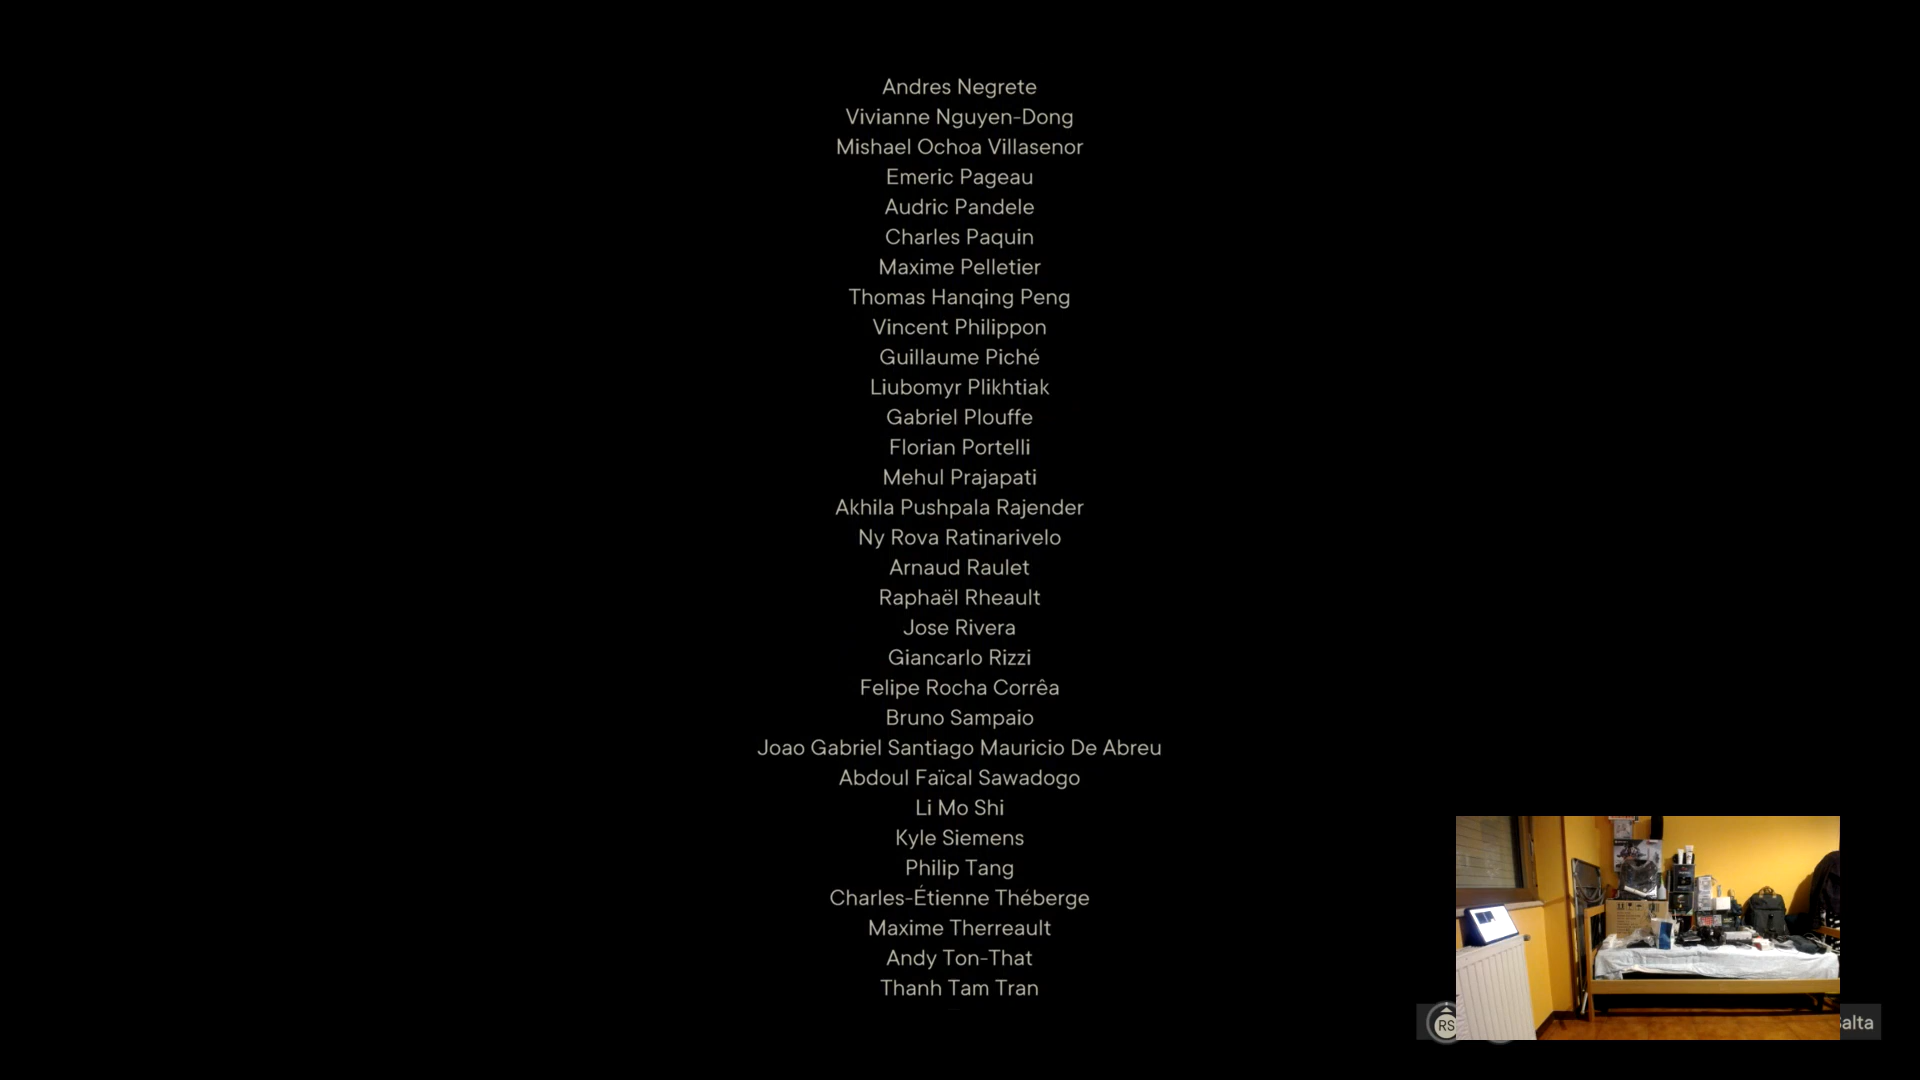 Andres Negrete
Vivianne Nguyen-Dong
Mishael Ochoa Villasenor
Emeric Pageau
Audric Pandele
Charles Paquin
Maxime Pelletier
Thomas Hanqing Peng
Vincent Philippon
Guillaume Piché
Liubomyr Plikhtiak
Gabriel Plouffe
Florian Portelli
Mehul Prajapati
Akhila Pushpala Rajender
Ny Rova Ratinarivelo
Arnaud Raulet
Raphaël Rheault
Jose Rivera
Giancarlo Rizzi
Felipe Rocha Corrêa
Bruno Sampaio
Joao Gabriel Santiago Mauricio De Abreu
Abdoul Faïcal Sawadogo
Li Mo Shi
Kyle Siemens
Philip Tang
Charles-Étienne Théberge
Maxime Therreault
Andy Ton-That
Thanh Tam Tran
RS alta